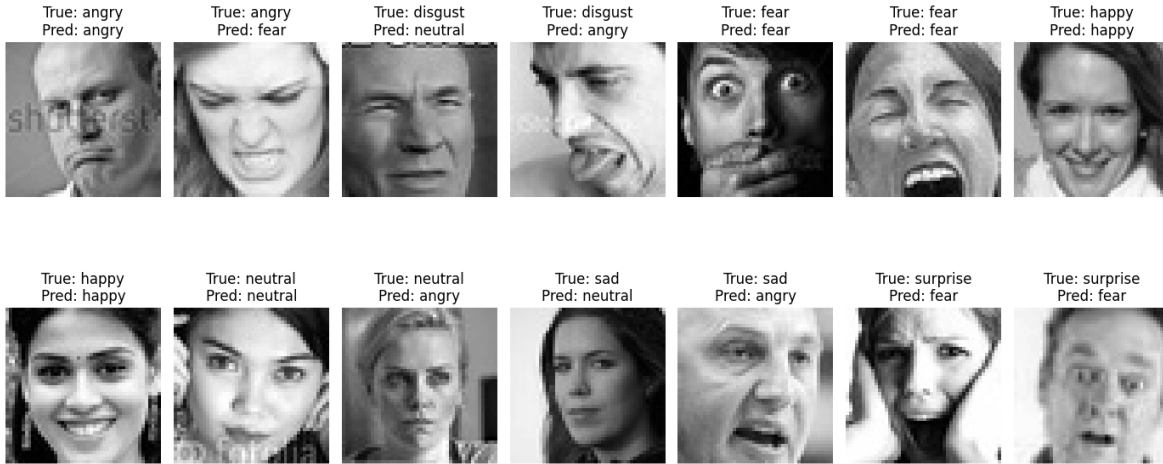 True: angry
Pred: angry
True: angry
Pred: fear
True: disgust
Pred: neutral
True: disgust
Pred: angry
True: fear
Pred: fear
True: fear
Pred: fear
True: happy
Pred: happy
shutterst
True: happy
Pred: happy
True: neutral
Pred: neutral
True: neutral
Pred: angry
True: sad
Pred: neutral
True: sad
Pred: angry
True: surprise
Pred: fear
True: surprise
Pred: fear